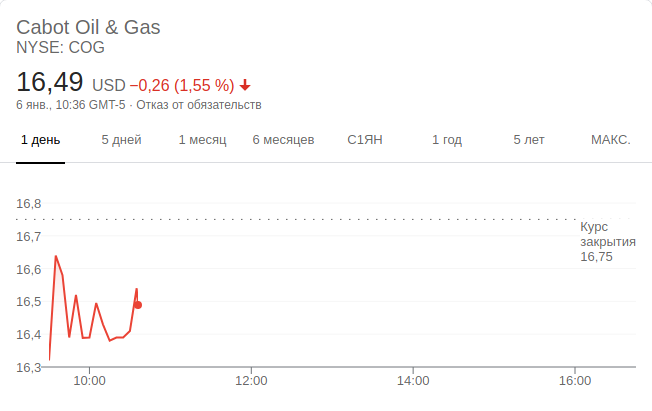 Cabot Oil & Gas
NYSE: COG
16,49 USD −0,26 (1,55 %)
6 янв., 10:36 GMT-5 · Отказ от обязательств
1 день 5 дней 1 месяц 6 месяцев С1ЯН 1 год 5 лет МАКС.
16,8
Курс
16,7
закрытия
16,75
16,6
16,5
16,4
16,3
10:00 12:00 14:00 16:00